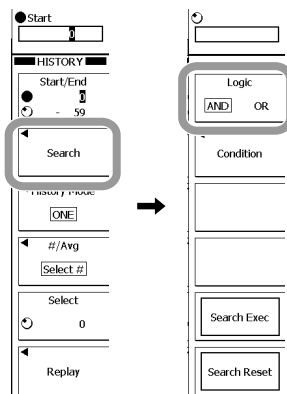 Start
0
HISTORY
Start/End
0
- 59
Search
History Mode
ONE
#/Avg
Select #
Select
0
Replay
Logic
AND OR
Condition
Search Exec
Search Reset